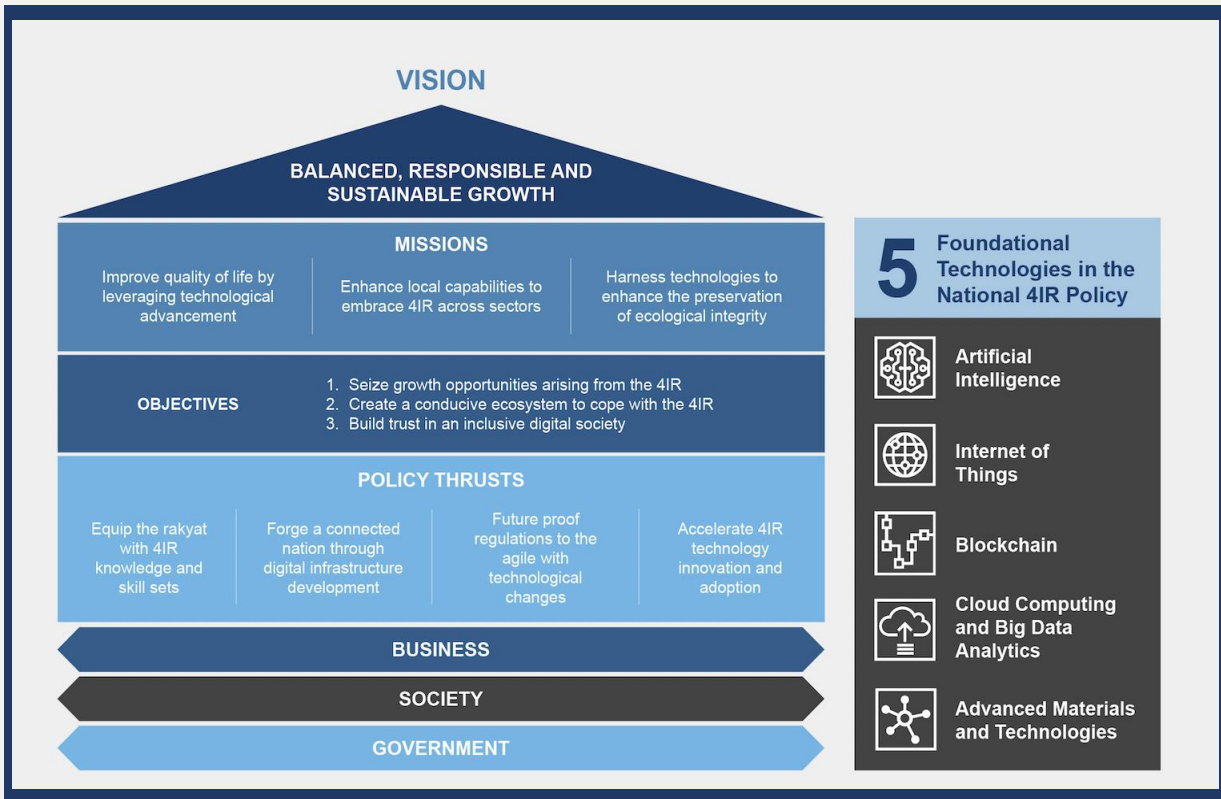 VISION
BALANCED, RESPONSIBLE AND
SUSTAINABLE GROWTH
MISSIONS
Improve quality of life by
leveraging technological
advancement
Enhance local capabilities to
embrace 4IR across sectors
Harness technologies to
enhance the preservation
of ecological integrity
OBJECTIVES
1. Seize growth opportunities arising from the 4IR
2. Create a conducive ecosystem to cope with the 4IR
3. Build trust in an inclusive digital society
POLICY THRUSTS
Equip the rakyat
with 4IR
knowledge and
skill sets
Forge a connected
nation through
digital infrastructure
development
Future proof
regulations to the
agile with
technological
changes
Accelerate 4IR
technology
innovation and
adoption
BUSINESS
SOCIETY
GOVERNMENT
5
Foundational
Technologies in the
National 4IR Policy
Artificial
Intelligence
Internet of
Things
Blockchain
Cloud Computing
and Big Data
Analytics
Advanced Materials
and Technologies